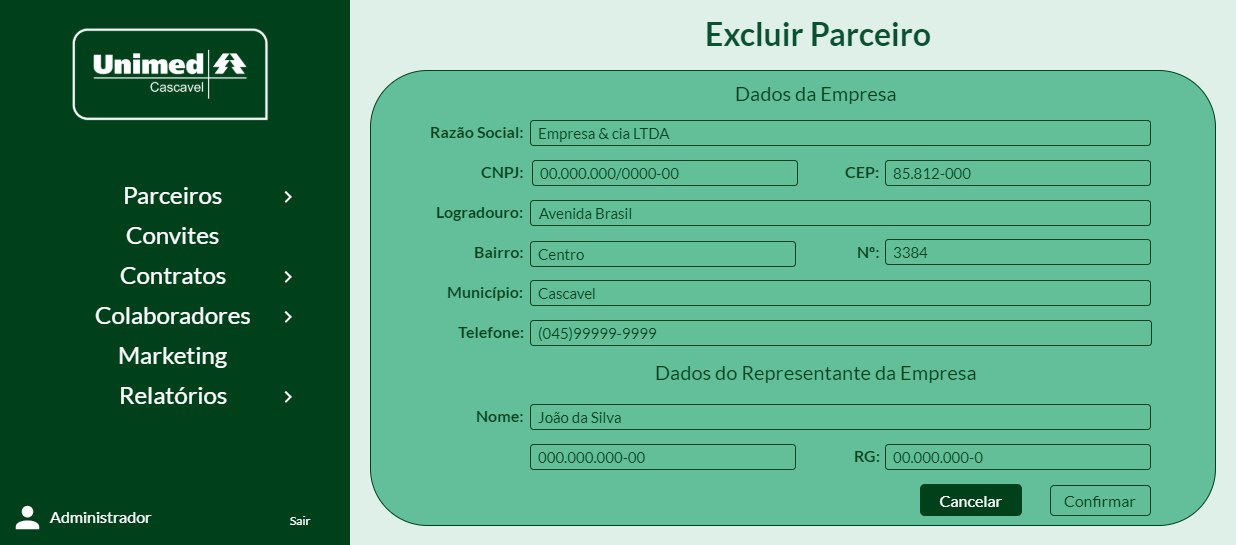 Unimed
Cascavel
Parceiros
Convites
Contratos
Colaboradores
Marketing
Relatórios
Administrador
Sair
Excluir Parceiro
Dados da Empresa
Razão Social: Empresa & cia LTDA
CNPJ: 00.000.000/0000-00 CEP: 85.812-000
Logradouro: Avenida Brasil
Bairro: Centro Nº: 3384
Município: Cascavel
Telefone: (045)99999-9999
Dados do Representante da Empresa
Nome: João da Silva
000.000.000-00 RG: 00.000.000-0
Cancelar Confirmar